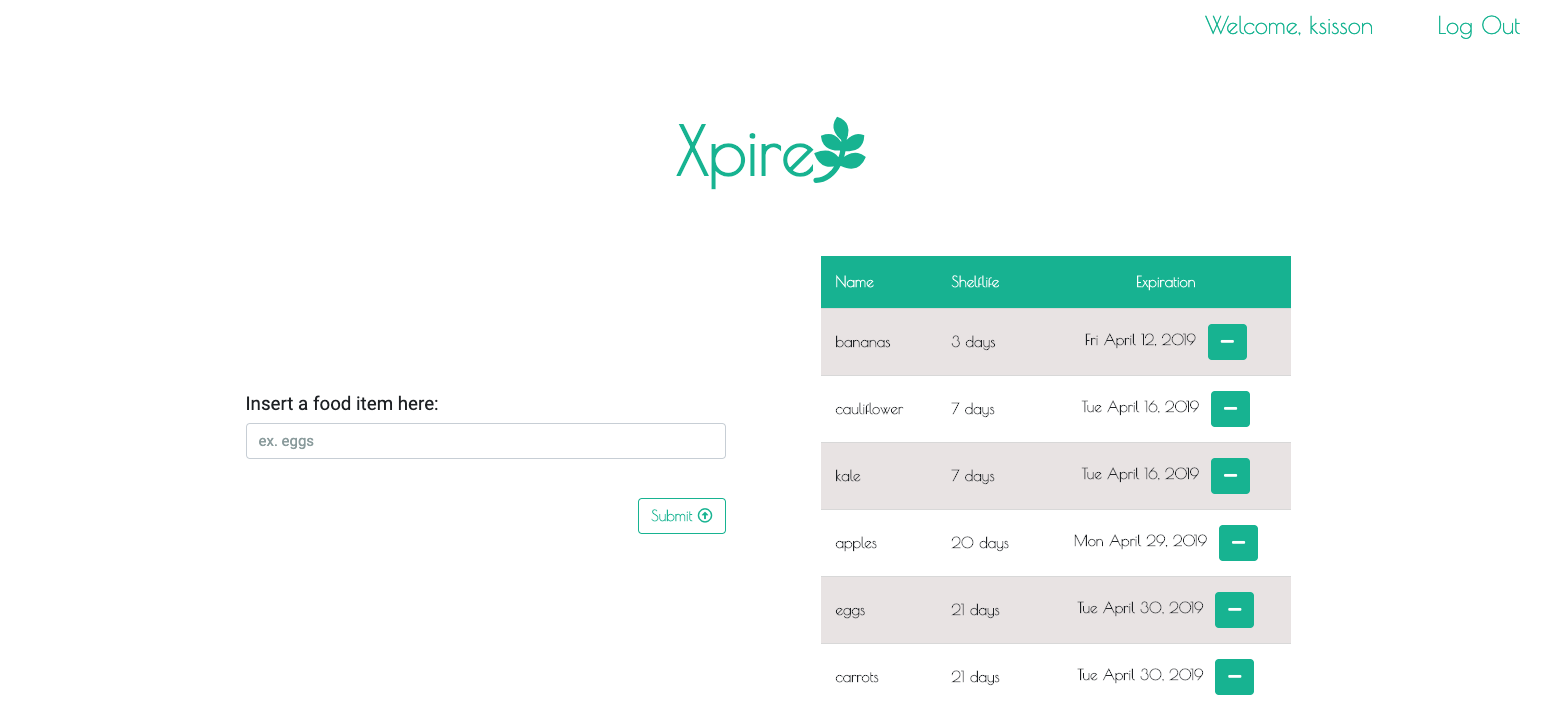 Welcome, ksisson Log Out
Xpire
Name Shelflife Expiration
bananas 3 days Fri April 12, 2019
cauliflower 7 days Tue April 16, 2019
kale 7 days Tue April 16, 2019
Insert a food item here:
ex. eggs
Submit
apples 20 days Mon April 29, 2019
eggs 21 days Tue April 30, 2019
carrots 21 days Tue April 30, 2019